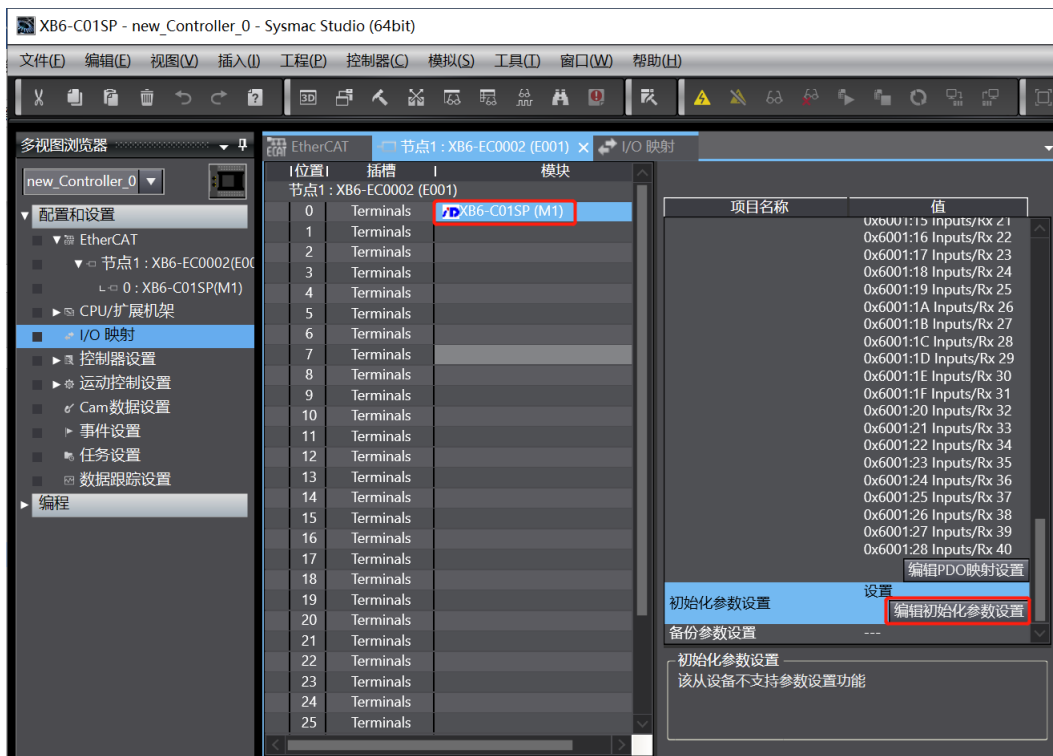 XB6-C01SP - new_Controller_0 - Sysmac Studio (64bit)
文件(F) 编辑(E) 视图(V) 插入(I) 工程(P) 控制器(C) 模拟(S) 工具(T) 窗口(W) 帮助(H)
多视图浏览器
new_Controller_0
配置和设置
EtherCAT
节点1 : XB6-EC0002(E00
0 : XB6-C01SP(M1)
CPU/扩展机架
I/O 映射
控制器设置
运动控制设置
Cam数据设置
事件设置
任务设置
数据跟踪设置
编程
EtherCAT 节点1 : XB6-EC0002 (E001) I/O 映射
位置 插槽 模块
节点1 : XB6-EC0002 (E001)
0 Terminals XB6-C01SP (M1)
1 Terminals
2 Terminals
3 Terminals
4 Terminals
5 Terminals
6 Terminals
7 Terminals
8 Terminals
9 Terminals
10 Terminals
11 Terminals
12 Terminals
13 Terminals
14 Terminals
15 Terminals
16 Terminals
17 Terminals
18 Terminals
19 Terminals
20 Terminals
21 Terminals
22 Terminals
23 Terminals
24 Terminals
25 Terminals
项目名称 值
0x6001:15 Inputs/Rx 21
0x6001:16 Inputs/Rx 22
0x6001:17 Inputs/Rx 23
0x6001:18 Inputs/Rx 24
0x6001:19 Inputs/Rx 25
0x6001:1A Inputs/Rx 26
0x6001:1B Inputs/Rx 27
0x6001:1C Inputs/Rx 28
0x6001:1D Inputs/Rx 29
0x6001:1E Inputs/Rx 30
0x6001:1F Inputs/Rx 31
0x6001:20 Inputs/Rx 32
0x6001:21 Inputs/Rx 33
0x6001:22 Inputs/Rx 34
0x6001:23 Inputs/Rx 35
0x6001:24 Inputs/Rx 36
0x6001:25 Inputs/Rx 37
0x6001:26 Inputs/Rx 38
0x6001:27 Inputs/Rx 39
0x6001:28 Inputs/Rx 40
编辑PDO映射设置
初始化参数设置 设置
编辑初始化参数设置
备份参数设置 ---
初始化参数设置
该从设备不支持参数设置功能